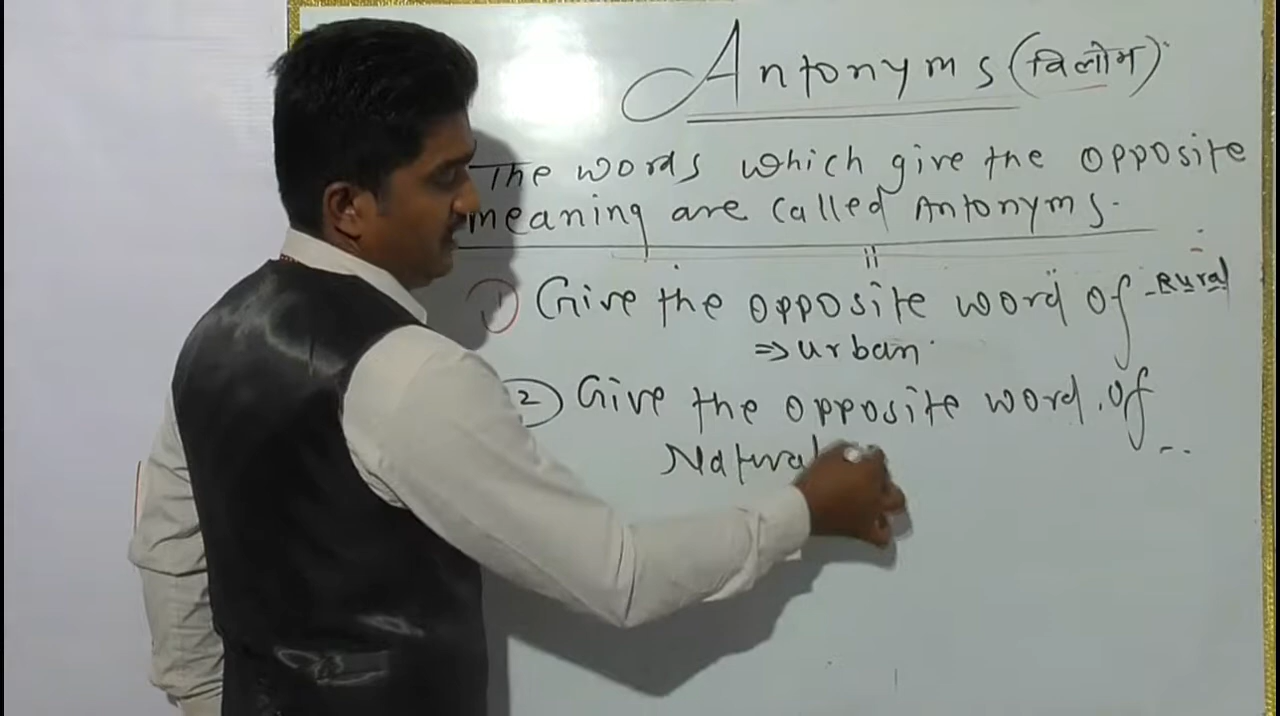 Antonyms (विलोम)
The words which give the opposite
meaning are called Antonyms.
① Give the opposite word of - Rural
⇒ urban.
② Give the opposite word of
Natural